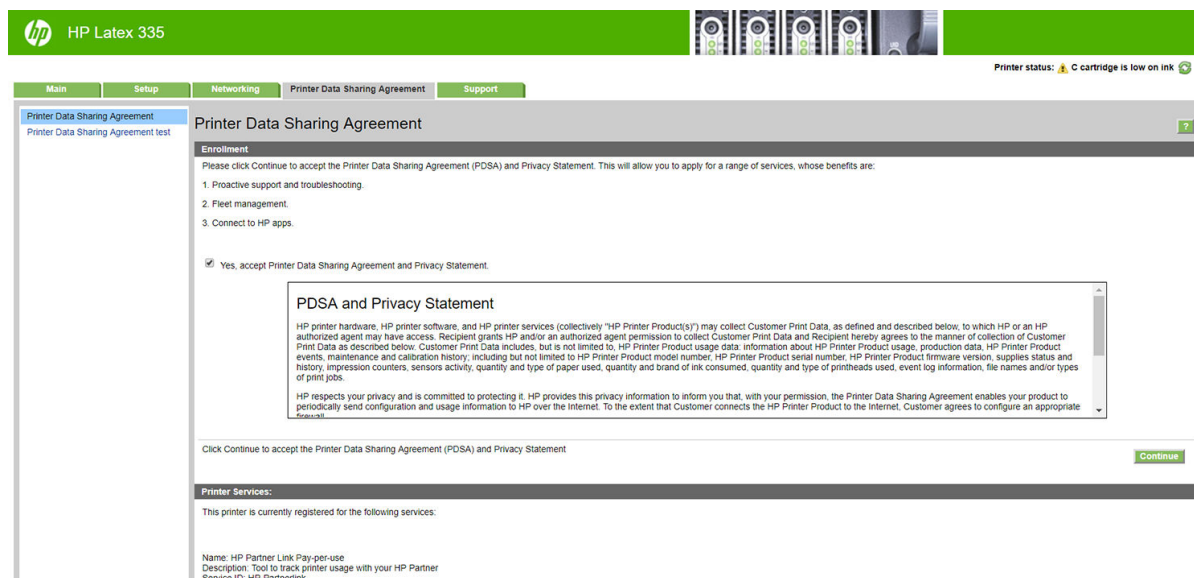 hp HP Latex 335
Printer status: C cartridge is low on ink
Main Setup Networking Printer Data Sharing Agreement Support
Printer Data Sharing Agreement
Printer Data Sharing Agreement test
Printer Data Sharing Agreement
?
Enrollment
Please click Continue to accept the Printer Data Sharing Agreement (PDSA) and Privacy Statement. This will allow you to apply for a range of services, whose benefits are:
1. Proactive support and troubleshooting.
2. Fleet management.
3. Connect to HP apps.
Yes, accept Printer Data Sharing Agreement and Privacy Statement.
PDSA and Privacy Statement
HP printer hardware, HP printer software, and HP printer services (collectively "HP Printer Product(s)") may collect Customer Print Data, as defined and described below, to which HP or an HP
authorized agent may have access. Recipient grants HP and/or an authorized agent permission to collect Customer Print Data and Recipient hereby agrees to the manner of collection of Customer
Print Data as described below. Customer Print Data includes, but is not limited to, HP Printer Product usage data: information about HP Printer Product usage, production data, HP Printer Product
events, maintenance and calibration history; including but not limited to HP Printer Product model number, HP Printer Product serial number, HP Printer Product firmware version, supplies status and
history, impression counters, sensors activity, quantity and type of paper used, quantity and brand of ink consumed, quantity and type of printheads used, event log information, file names and/or types
of print jobs.
HP respects your privacy and is committed to protecting it. HP provides this privacy information to inform you that, with your permission, the Printer Data Sharing Agreement enables your product to
periodically send configuration and usage information to HP over the Internet. To the extent that Customer connects the HP Printer Product to the Internet, Customer agrees to configure an appropriate
firewall
Click Continue to accept the Printer Data Sharing Agreement (PDSA) and Privacy Statement
Continue
Printer Services:
This printer is currently registered for the following services:
Name: HP Partner Link Pay-per-use
Description: Tool to track printer usage with your HP Partner
Service ID: HP Partnerlink